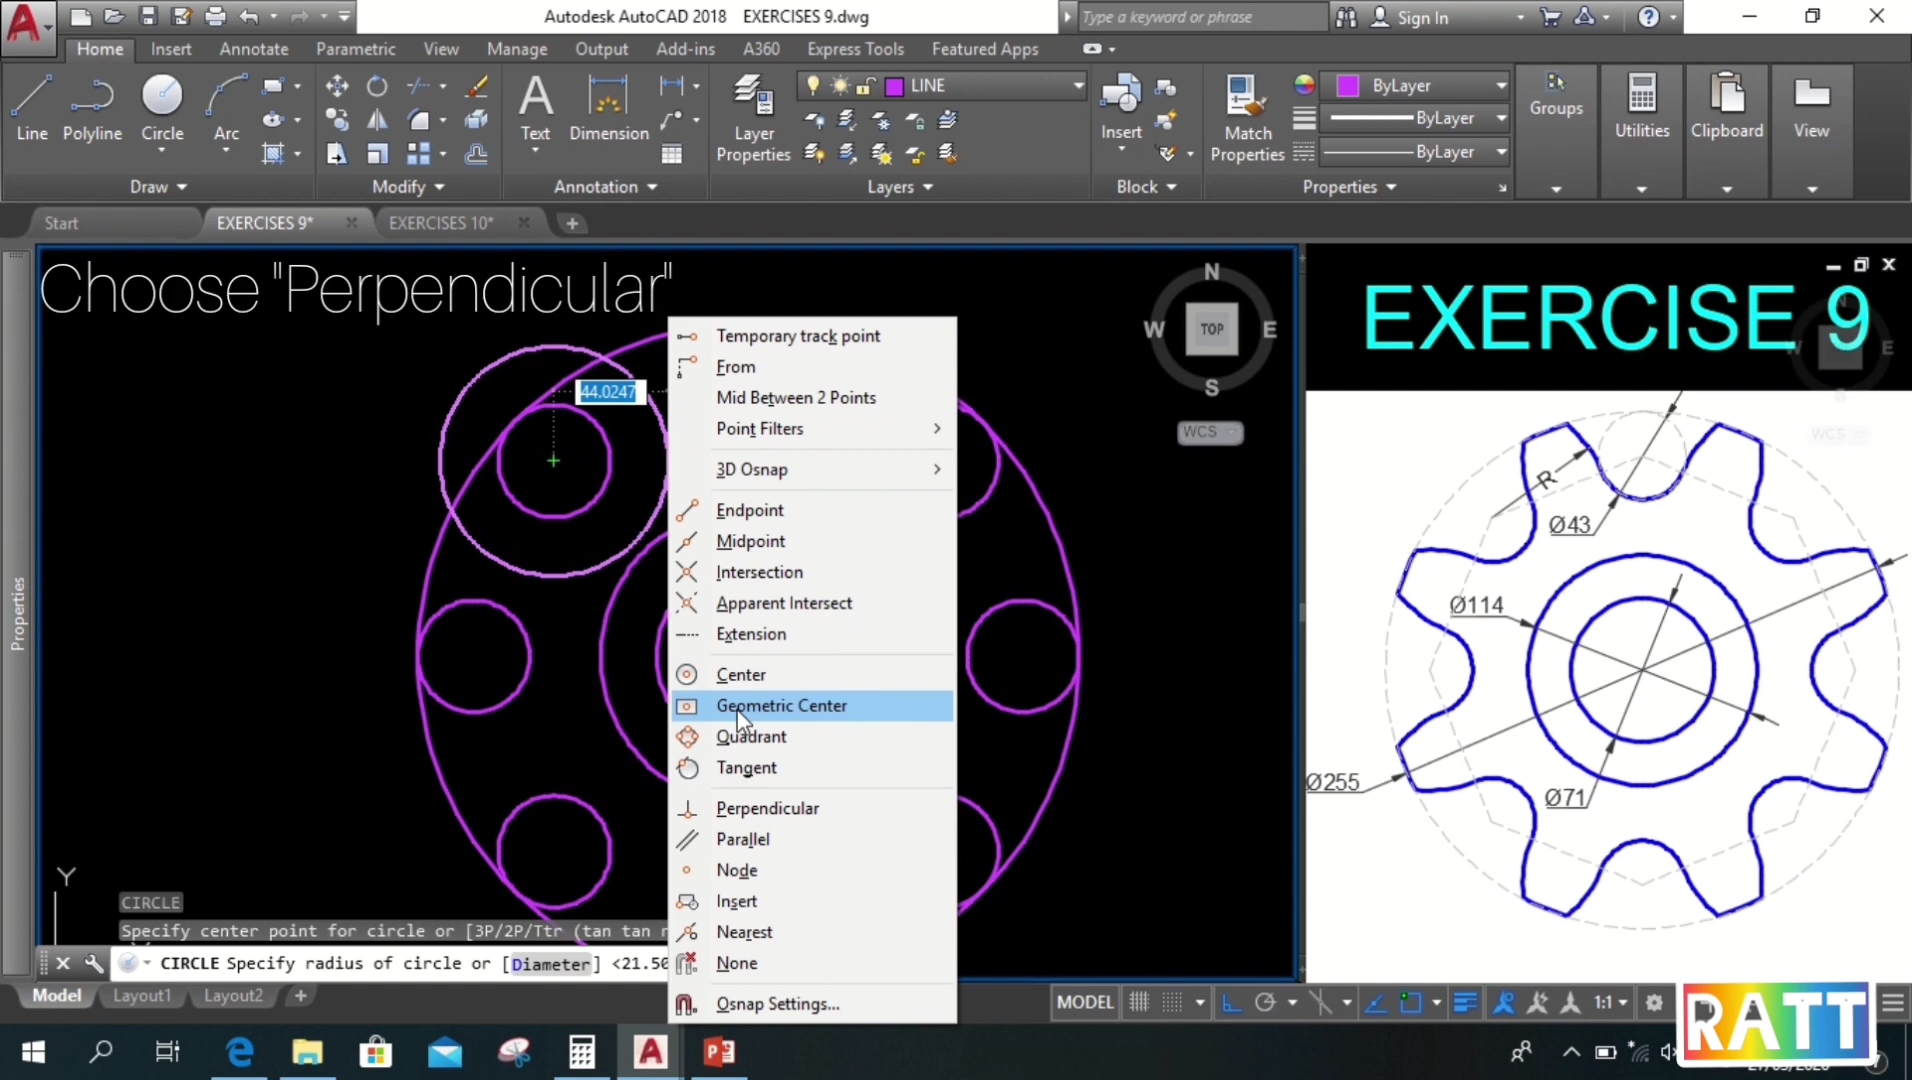 Autodesk AutoCAD 2018 EXERCISES 9.dwg
Type a keyword or phrase
Sign In
Home Insert Annotate Parametric View Manage Output Add-ins A360 Express Tools Featured Apps
Line Polyline Circle Arc
Text Dimension
Layer Properties
LINE
Insert
Match Properties
ByLayer
ByLayer
ByLayer
Groups Utilities Clipboard View
Draw Modify Annotation Layers Block Properties
Start EXERCISES 9* EXERCISES 10*
Choose "Perpendicular"
EXERCISE 9
N
W TOP E
S
WCS
44.0247
Temporary track point
From
Mid Between 2 Points
Point Filters
3D Osnap
Endpoint
Midpoint
Intersection
Apparent Intersect
Extension
Center
Geometric Center
Quadrant
Tangent
Perpendicular
Parallel
Node
Insert
Nearest
None
Osnap Settings...
R
Ø43
Ø114
Ø255
Ø71
Properties
Y
CIRCLE
Specify center point for circle or [3P/2P/Ttr (tan tan r
CIRCLE Specify radius of circle or [Diameter] <21.50
Model Layout1 Layout2
MODEL
1:1
RATT